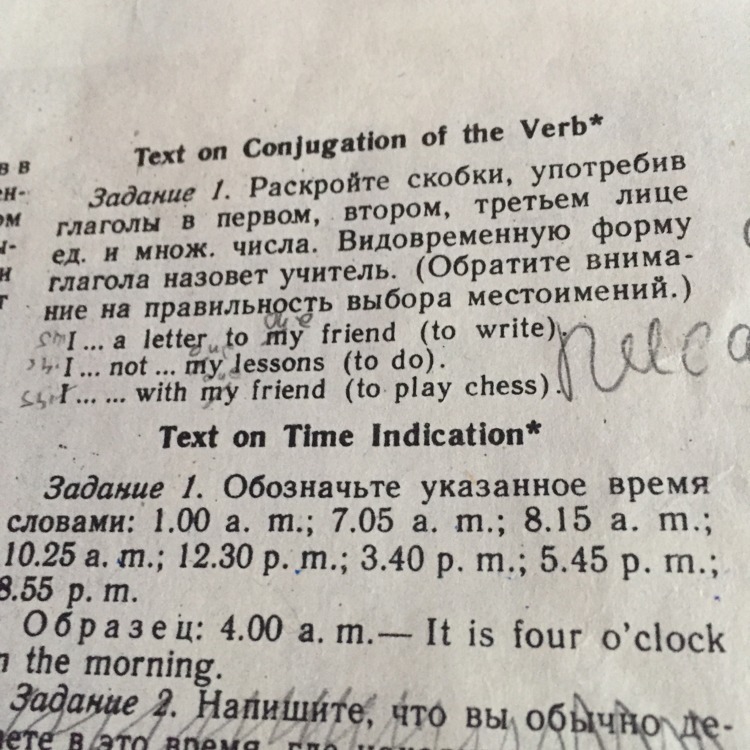 Text on Conjugation of the Verb*
Задание 1. Раскройте скобки, употребив
глаголы в первом, втором, третьем лице
ед. и множ. числа. Видовременную форму
глагола назовет учитель. (Обратите внима-
ние на правильность выбора местоимений.)
I ... a letter to my friend (to write).
I ... not ... my lessons (to do).
I ... ... with my friend (to play chess).
Text on Time Indication*
Задание 1. Обозначьте указанное время
словами: 1.00 a. m.; 7.05 a. m.; 8.15 a. m.;
10.25 a. m.; 12.30 p. m.; 3.40 p. m.; 5.45 p. m.;
8.55 p. m.
Образец: 4.00 a. m.— It is four o'clock
the morning.
Задание 2. Напишите, что вы обычно де-
в это время,